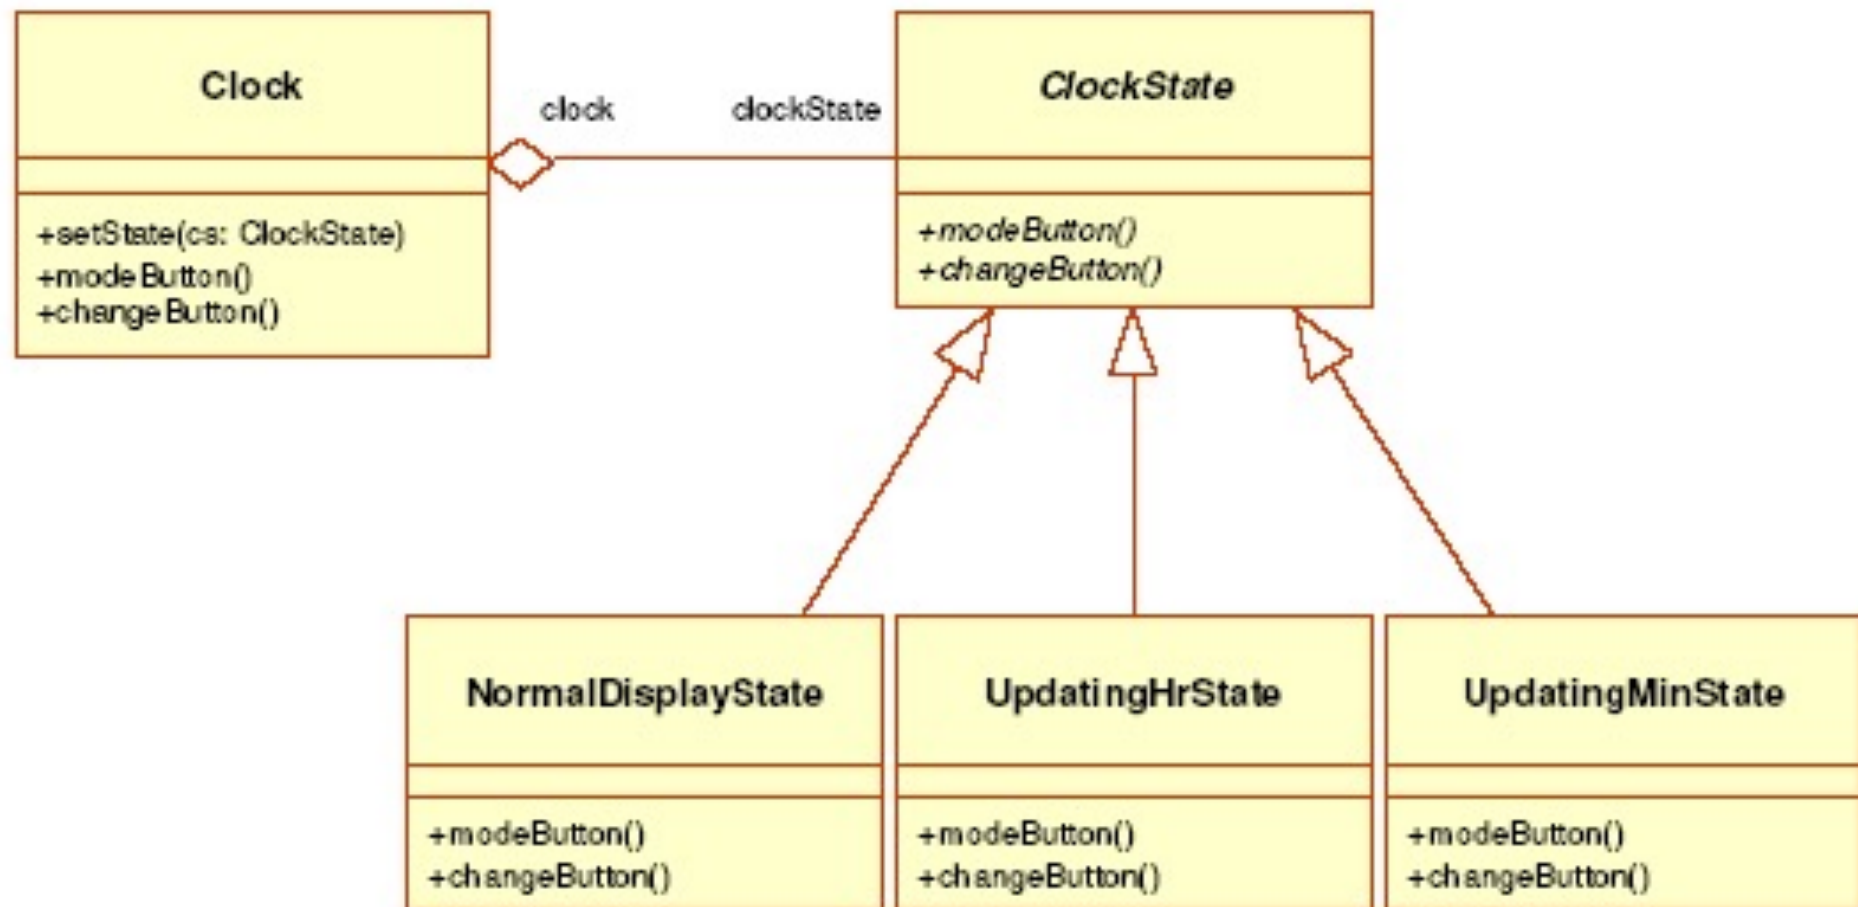 Clock
clock
clockState
ClockState
+setState(cs: ClockState)
+modeButton()
+changeButton()
+modeButton()
+changeButton()
NormalDisplayState
UpdatingHrState
UpdatingMinState
+modeButton()
+changeButton()
+modeButton()
+changeButton()
+modeButton()
+changeButton()